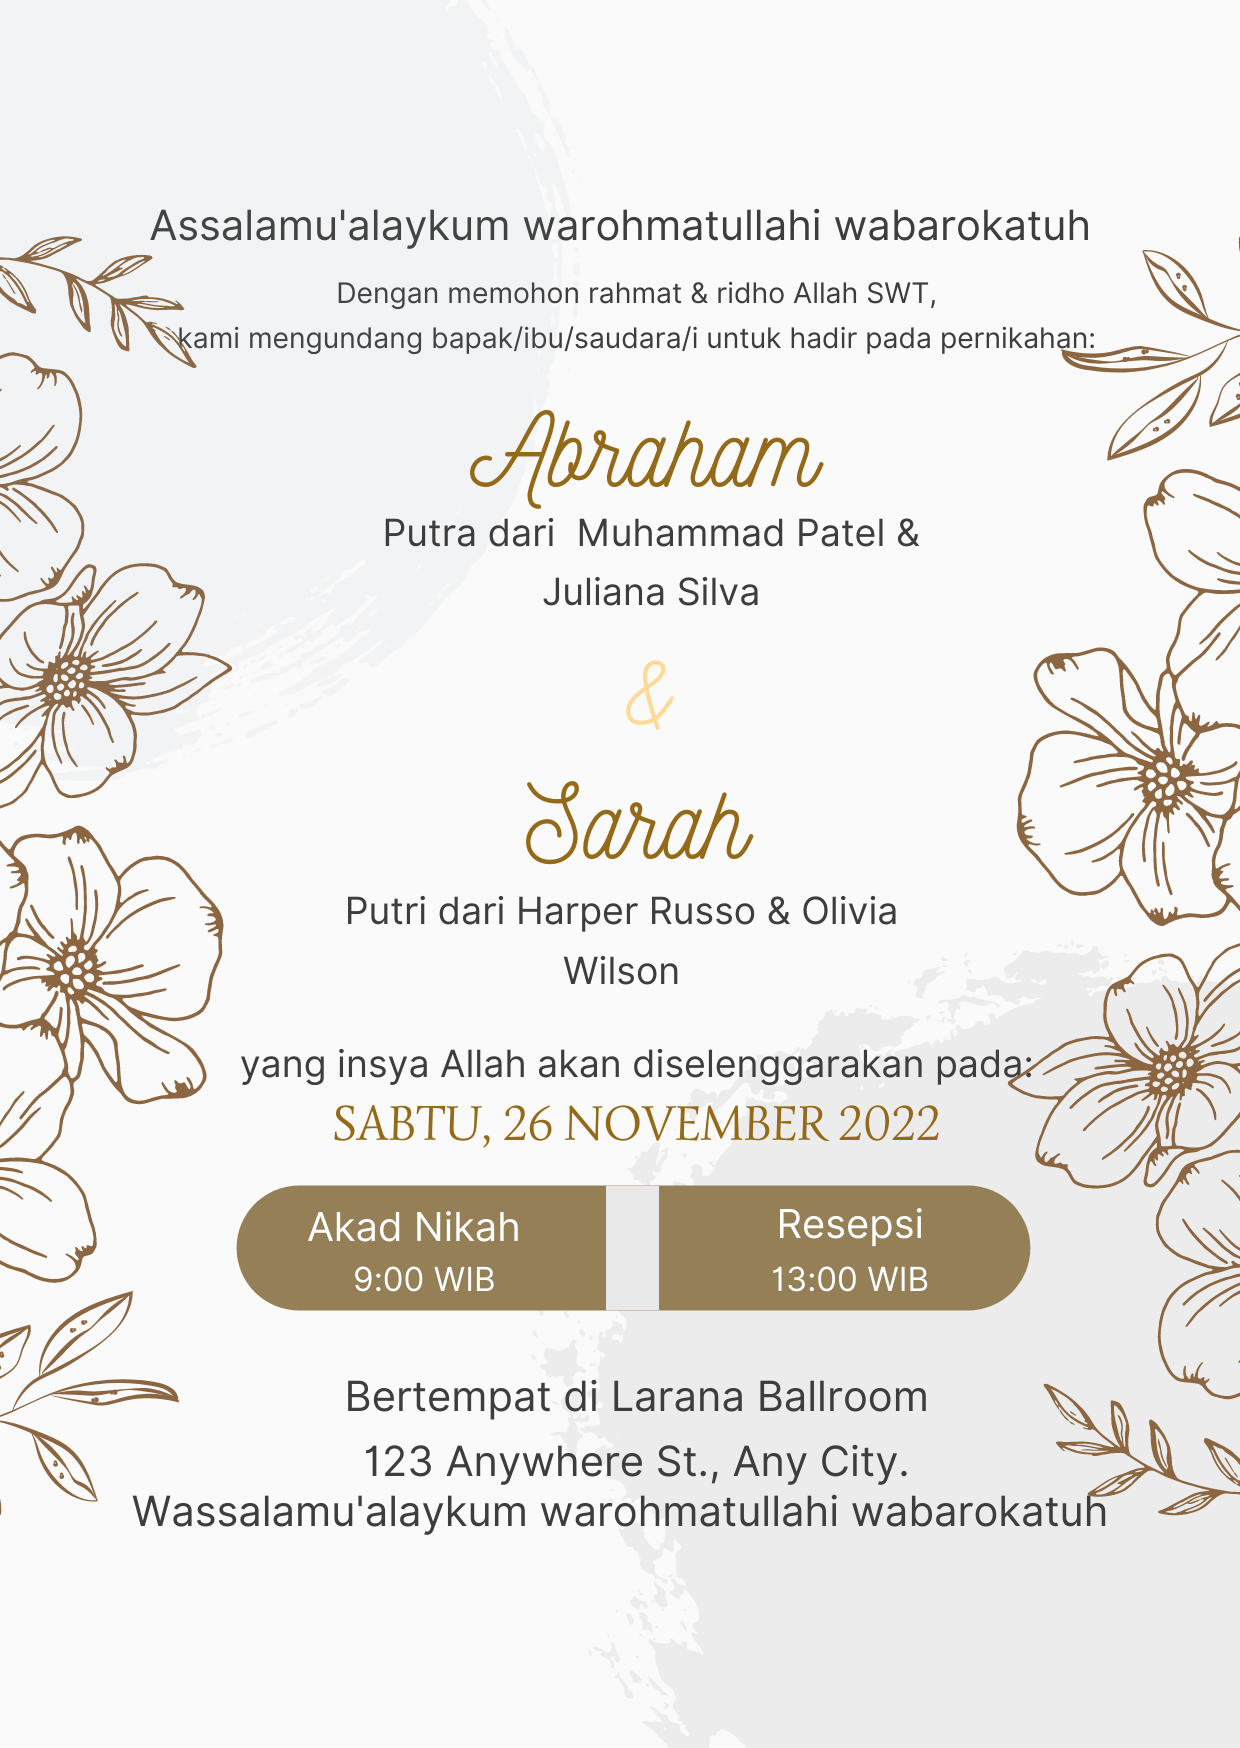 Assalamu'alaykum warohmatullahi wabarokatuh
Dengan memohon rahmat & ridho Allah SWT,
kami mengundang bapak/ibu/saudara/i untuk hadir pada pernikahan:
Abraham
Putra dari  Muhammad Patel &
Juliana Silva
&
Sarah
Putri dari Harper Russo & Olivia
Wilson
yang insya Allah akan diselenggarakan pada:
SABTU, 26 NOVEMBER 2022
Akad Nikah
9:00 WIB
Resepsi
13:00 WIB
Bertempat di Larana Ballroom
123 Anywhere St., Any City.
Wassalamu'alaykum warohmatullahi wabarokatuh